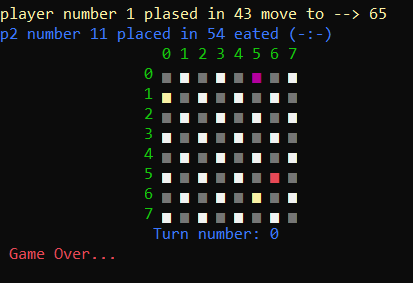 player number 1 plased in 43 move to --> 65
p2 number 11 placed in 54 eated (-:-)
0 1 2 3 4 5 6 7
0
1
2
3
4
5
6
7
Turn number: 0
Game Over...